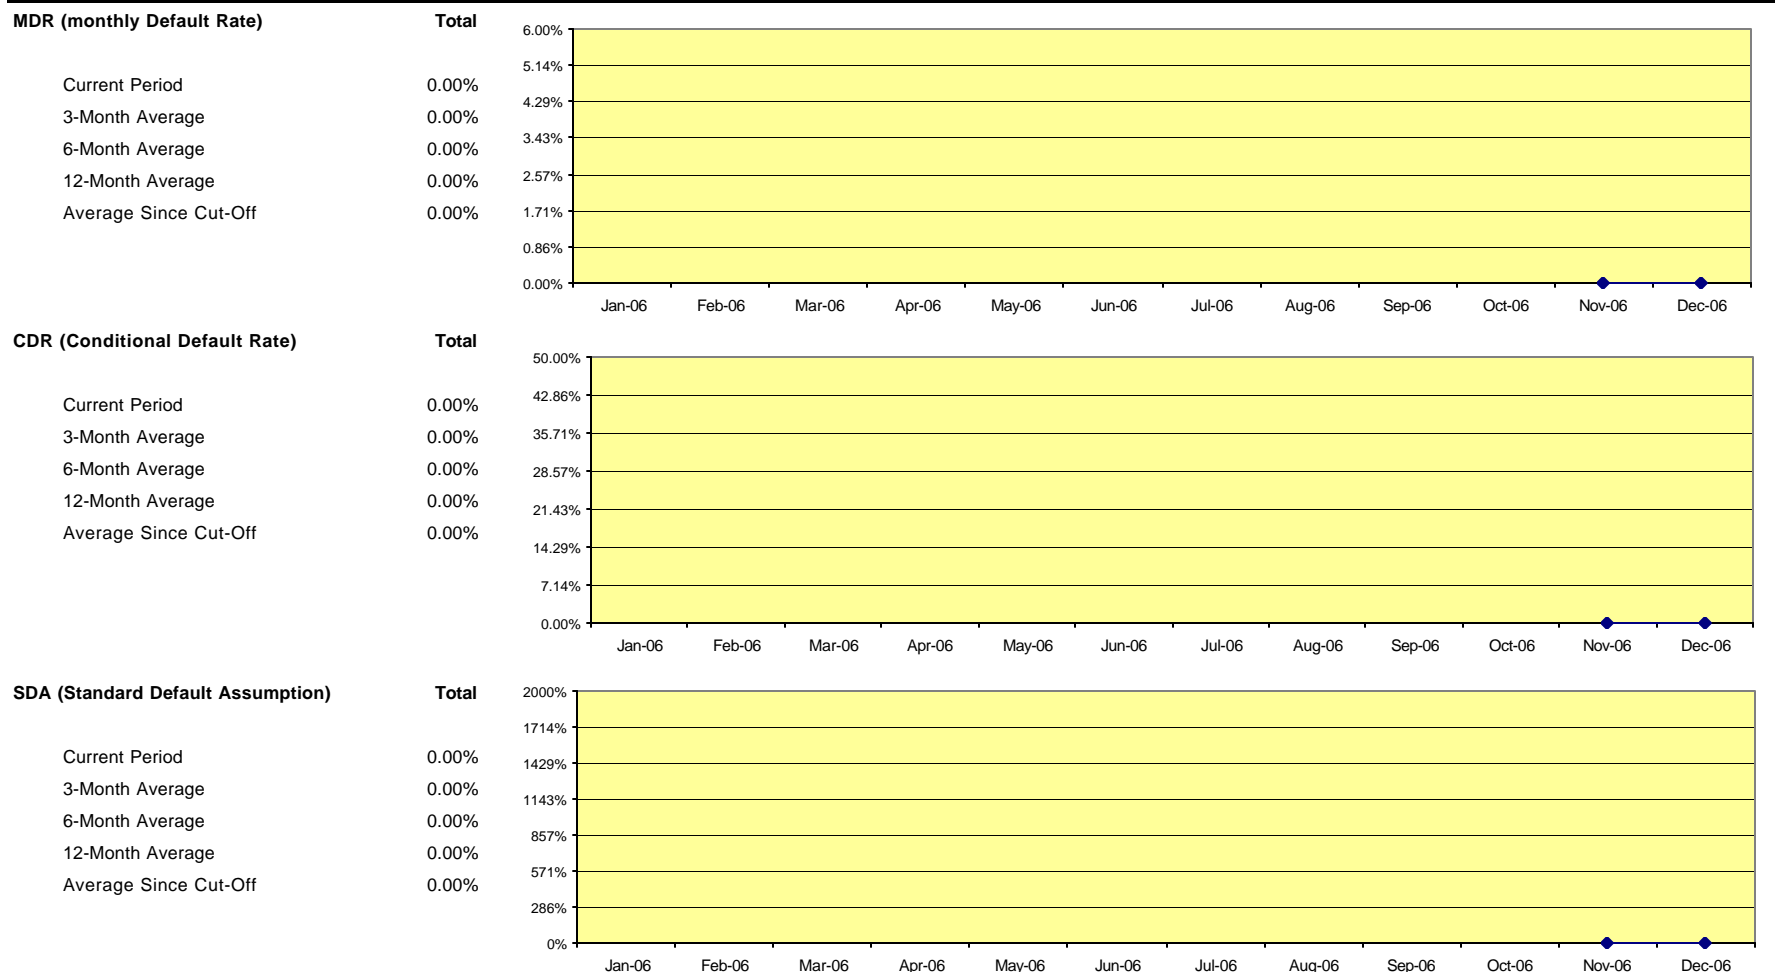 MDR (monthly Default Rate) Total
Current Period 0.00%
3-Month Average 0.00%
6-Month Average 0.00%
12-Month Average 0.00%
Average Since Cut-Off 0.00%
6.00%
5.14%
4.29%
3.43%
2.57%
1.71%
0.86%
0.00%
Jan-06 Feb-06 Mar-06 Apr-06 May-06 Jun-06 Jul-06 Aug-06 Sep-06 Oct-06 Nov-06 Dec-06
CDR (Conditional Default Rate) Total
Current Period 0.00%
3-Month Average 0.00%
6-Month Average 0.00%
12-Month Average 0.00%
Average Since Cut-Off 0.00%
50.00%
42.86%
35.71%
28.57%
21.43%
14.29%
7.14%
0.00%
Jan-06 Feb-06 Mar-06 Apr-06 May-06 Jun-06 Jul-06 Aug-06 Sep-06 Oct-06 Nov-06 Dec-06
SDA (Standard Default Assumption) Total
Current Period 0.00%
3-Month Average 0.00%
6-Month Average 0.00%
12-Month Average 0.00%
Average Since Cut-Off 0.00%
2000%
1714%
1429%
1143%
857%
571%
286%
0%
Jan-06 Feb-06 Mar-06 Apr-06 May-06 Jun-06 Jul-06 Aug-06 Sep-06 Oct-06 Nov-06 Dec-06